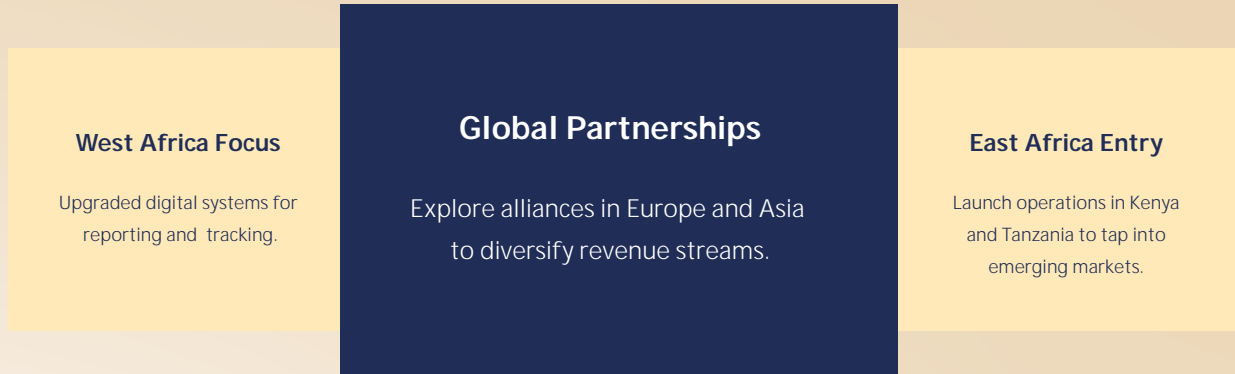 West Africa Focus
Upgraded digital systems for
reporting and  tracking.
Global Partnerships
Explore alliances in Europe and Asia
to diversify revenue streams.
East Africa Entry
Launch operations in Kenya
and Tanzania to tap into
emerging markets.